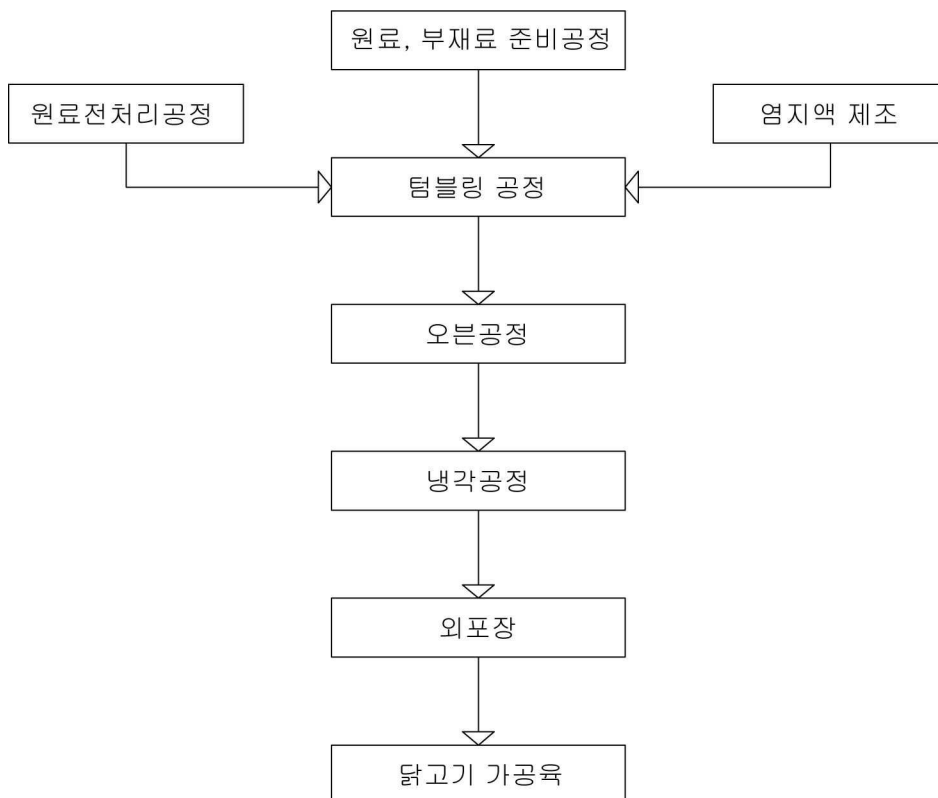 원료, 부재료 준비공정
원료전처리공정
염지액 제조
텀블링 공정
오븐공정
냉각공정
외포장
닭고기 가공육